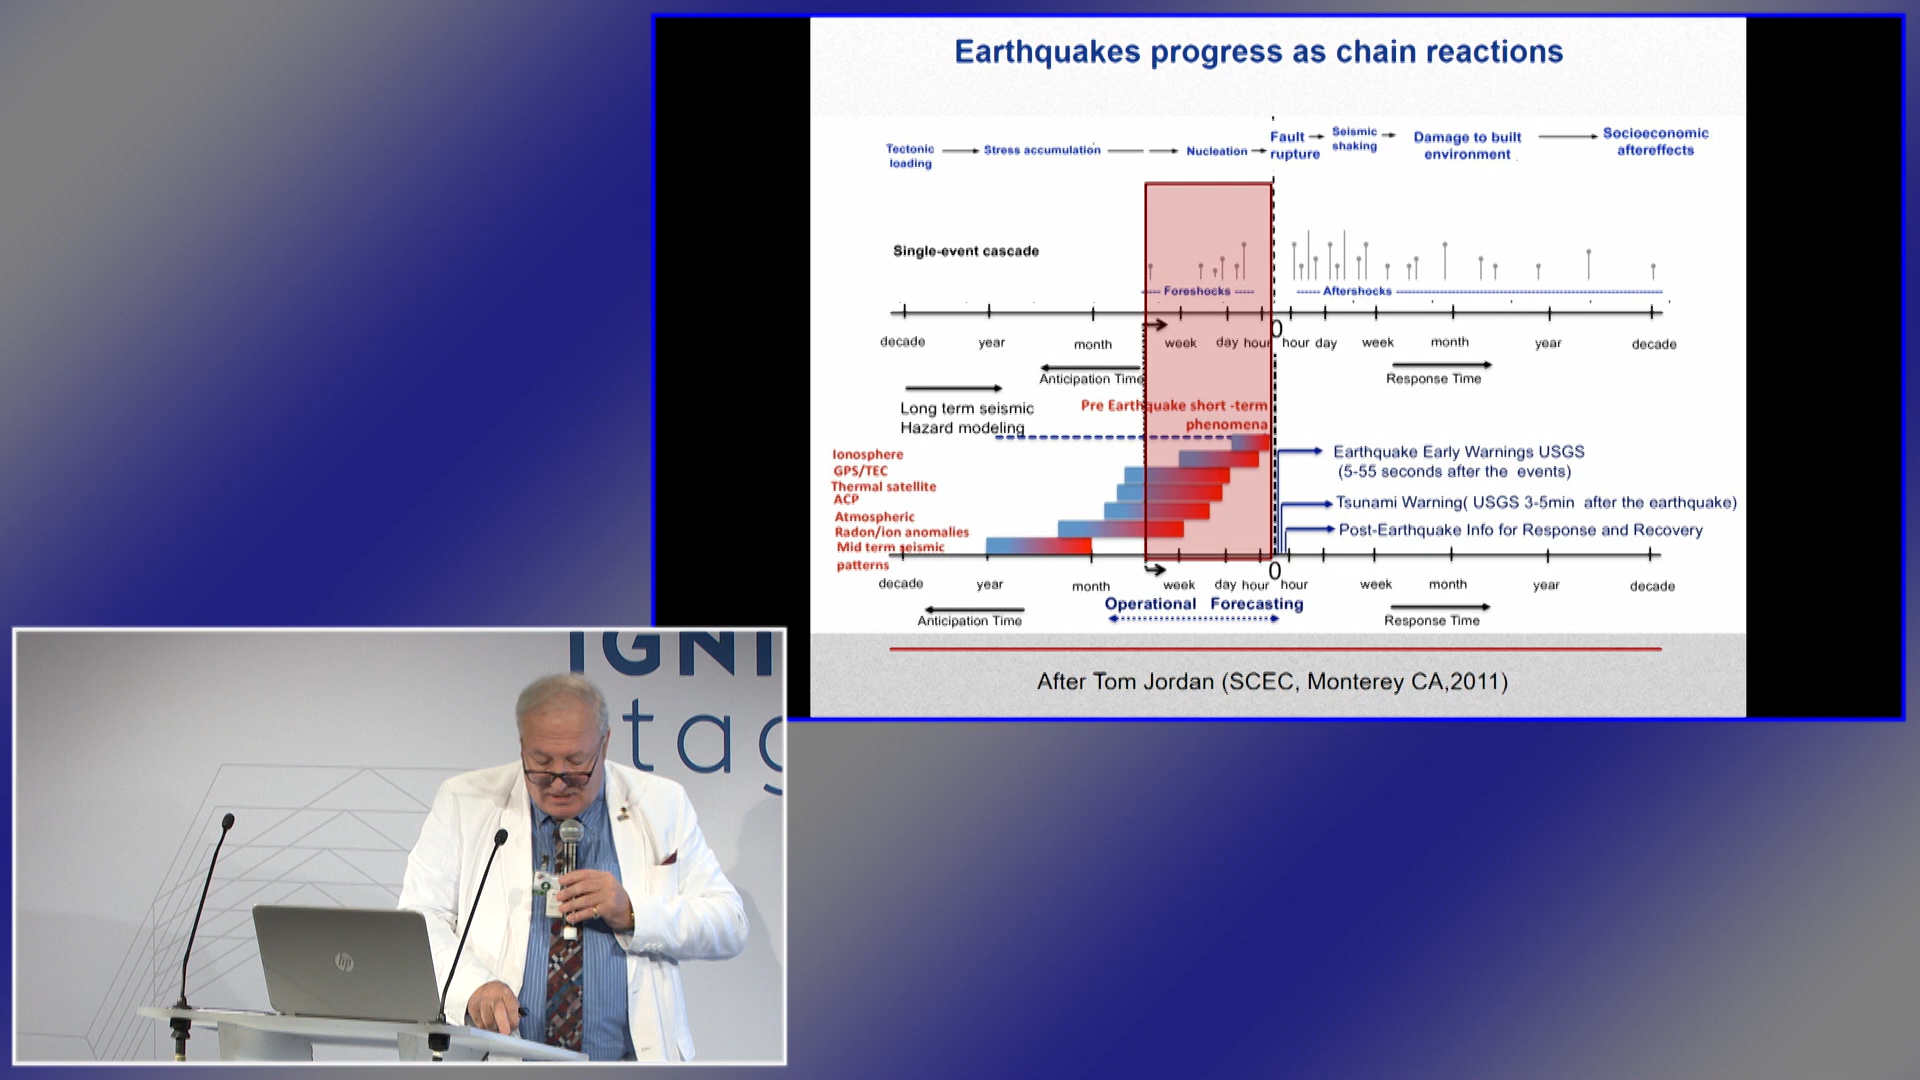 Earthquakes progress as chain reactions
Tectonic
loading
Stress accumulation
Nucleation
Fault
rupture
Seismic
shaking
Damage to built
environment
Socioeconomic
aftereffects
Single-event cascade
Foreshocks
Aftershocks
0
decade year month week day hour hour day week month year decade
Anticipation Time
Response Time
Long term seismic
Hazard modeling
Pre Earthquake short -term
phenomena
Ionosphere
GPS/TEC
Thermal satellite
ACP
Atmospheric
Radon/ion anomalies
Mid term seismic
patterns
Earthquake Early Warnings USGS
(5-55 seconds after the events)
Tsunami Warning( USGS 3-5min after the earthquake)
Post-Earthquake Info for Response and Recovery
0
decade year month week day hour hour week month year decade
Operational Forecasting
Anticipation Time
Response Time
After Tom Jordan (SCEC, Monterey CA,2011)
IGNI
tag
hp